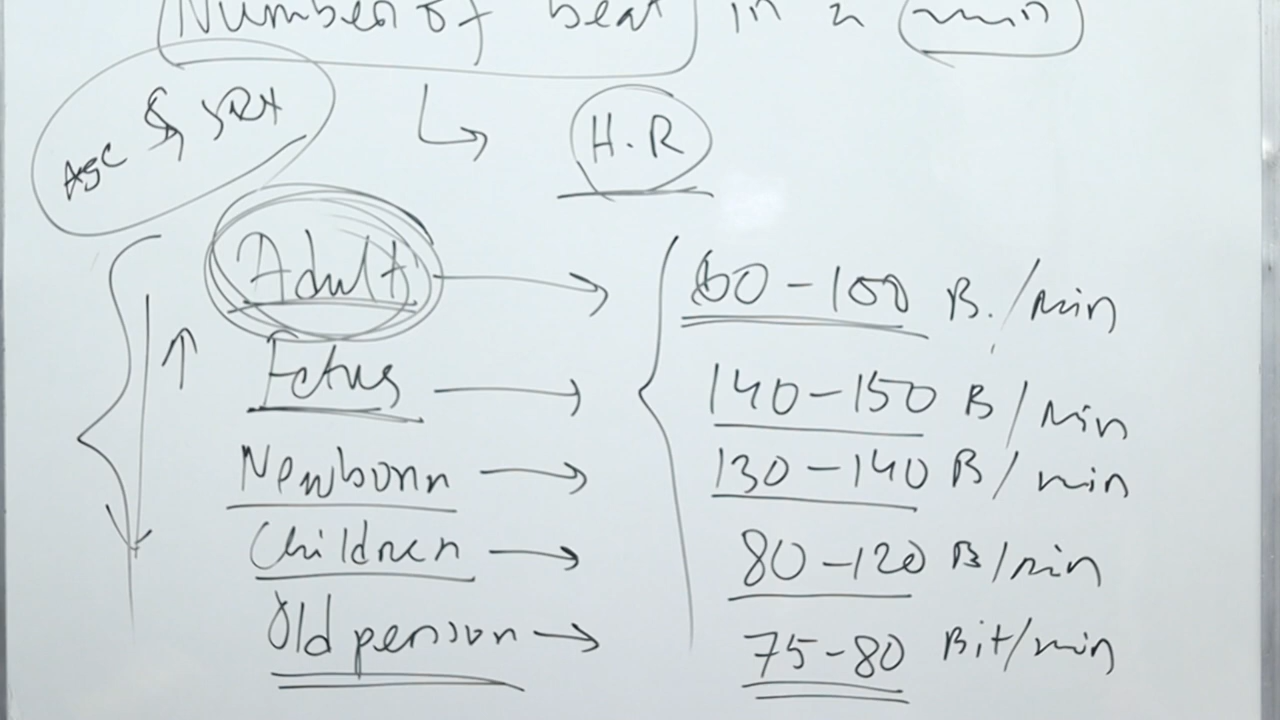 Number of beat in a min
Age & sex
H.R
Adult → 60-100 B./min
Fetus → 140-150 B/min
Newborn → 130-140 B/min
Children → 80-120 B/min
Old person → 75-80 Bit/min